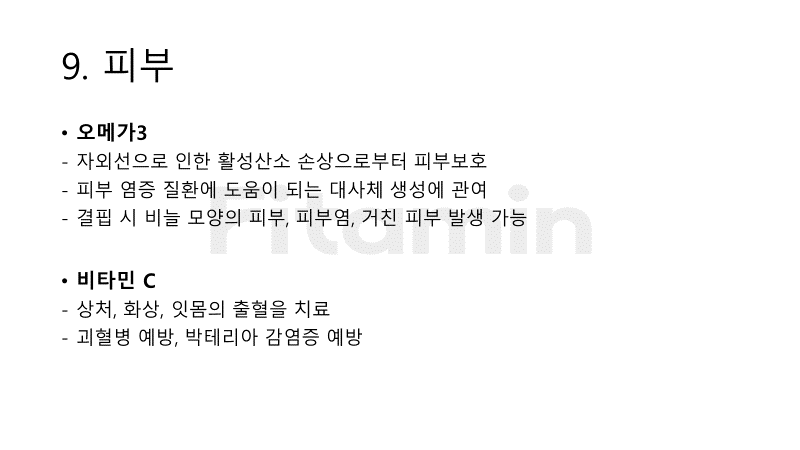 9. 피부
• 오메가3
- 자외선으로 인한 활성산소 손상으로부터 피부보호
- 피부 염증 질환에 도움이 되는 대사체 생성에 관여
- 결핍 시 비늘 모양의 피부, 피부염, 거친 피부 발생 가능
Fitamin
• 비타민 C
- 상처, 화상, 잇몸의 출혈을 치료
- 괴혈병 예방, 박테리아 감염증 예방